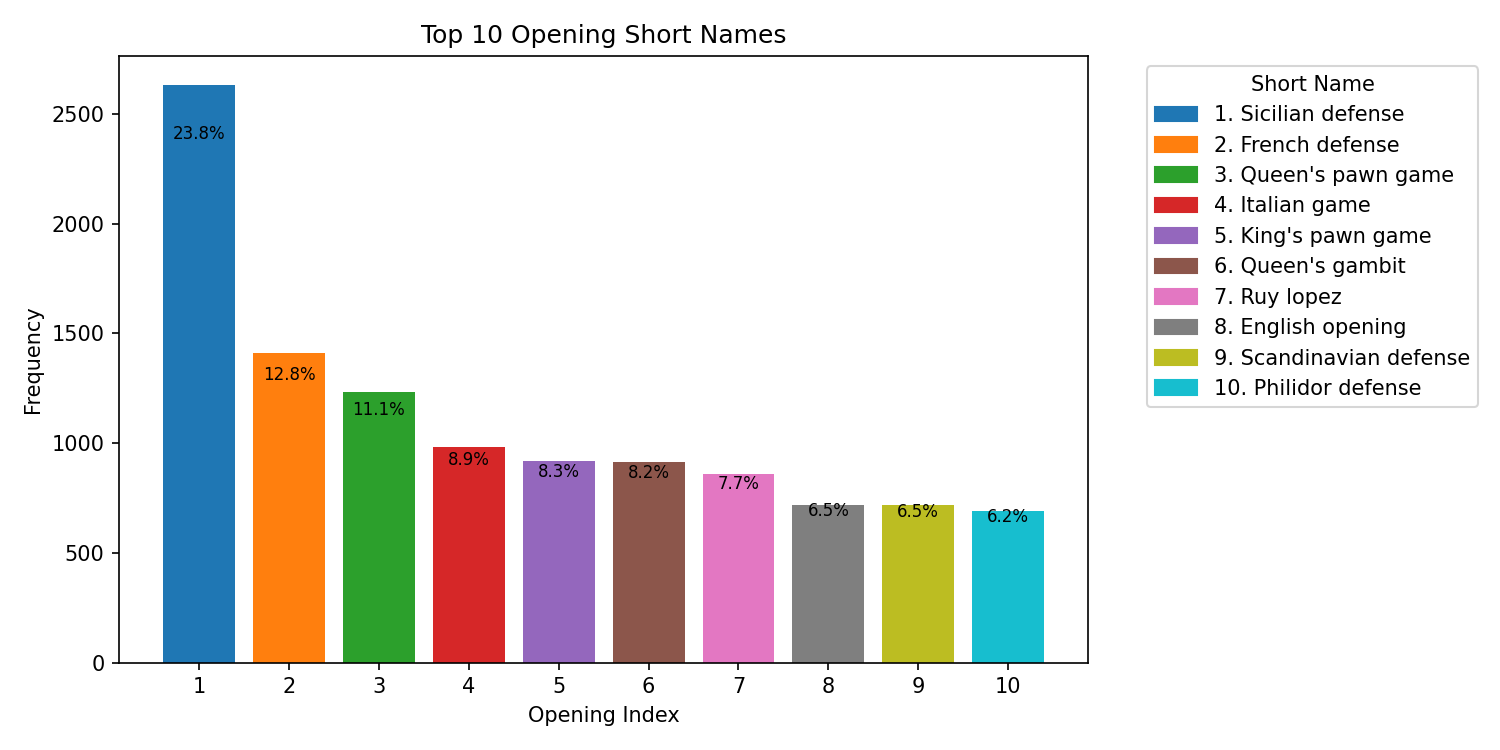 Top 10 Opening Short Names
Frequency
2500
2000
1500
1000
500
0
23.8%
12.8%
11.1%
8.9%
8.3%
8.2%
7.7%
6.5%
6.5%
6.2%
1
2
3
4
5
6
7
8
9
10
Opening Index
Short Name
1. Sicilian defense
2. French defense
3. Queen's pawn game
4. Italian game
5. King's pawn game
6. Queen's gambit
7. Ruy lopez
8. English opening
9. Scandinavian defense
10. Philidor defense